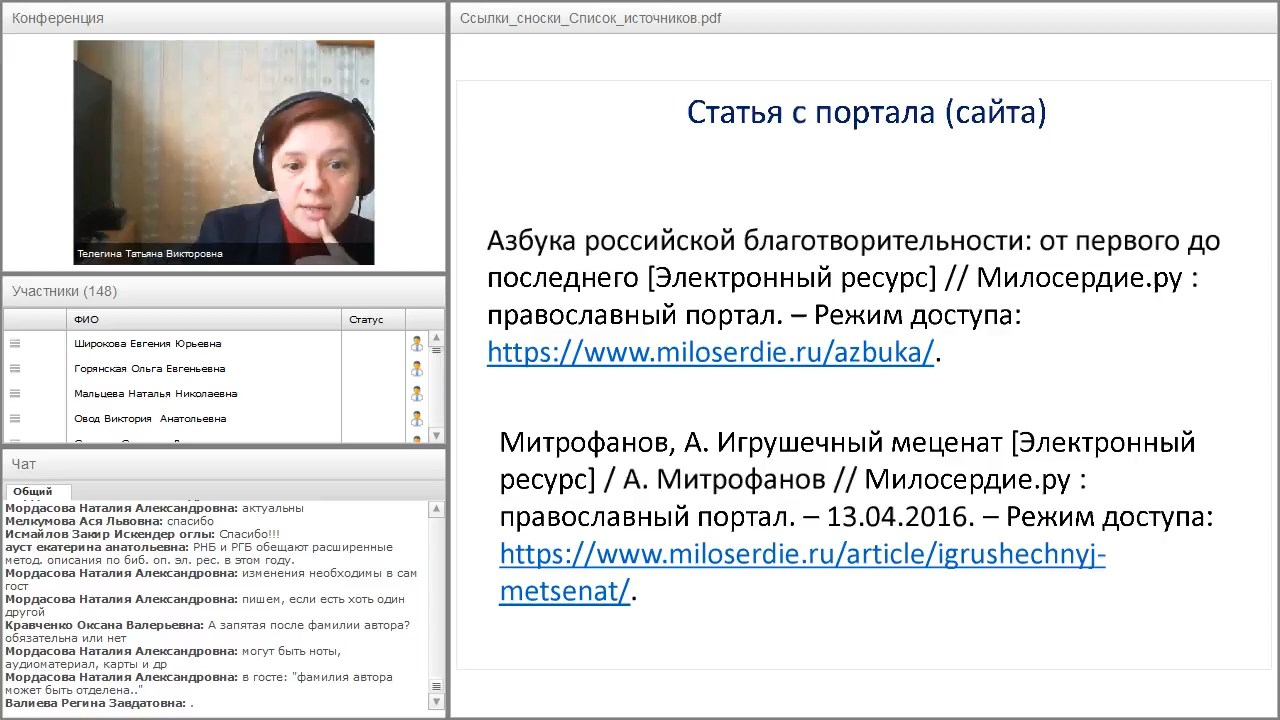 Конференция
Телегина Татьяна Викторовна
Участники (148)
ФИО
Статус
Широкова Евгения Юрьевна
Горянская Ольга Евгеньевна
Мальцева Наталья Николаевна
Овод Виктория Анатольевна
Чат
Общий
Мордасова Наталия Александровна: актуальны
Мелкумова Ася Львовна: спасибо
Исмайлов Закир Искендер оглы: Спасибо!!!
ауст екатерина анатольевна: РНБ и РГБ обещают расширенные
метод. описания по биб. оп. эл. рес. в этом году.
Мордасова Наталия Александровна: изменения необходимы в сам
гост
Мордасова Наталия Александровна: пишем, если есть хоть один
другой
Кравченко Оксана Валерьевна: А запятая после фамилии автора?
обязательна или нет
Мордасова Наталия Александровна: могут быть ноты,
аудиоматериал, карты и др
Мордасова Наталия Александровна: в госте: "фамилия автора
может быть отделена.."
Валиева Регина Завдатовна: .
Ссылки_сноски_Список_источников.pdf
Статья с портала (сайта)
Азбука российской благотворительности: от первого до
последнего [Электронный ресурс] // Милосердие.ру :
православный портал. – Режим доступа:
https://www.miloserdie.ru/azbuka/.
Митрофанов, А. Игрушечный меценат [Электронный
ресурс] / А. Митрофанов // Милосердие.ру :
православный портал. – 13.04.2016. – Режим доступа:
https://www.miloserdie.ru/article/igrushechnyj-
metsenat/.